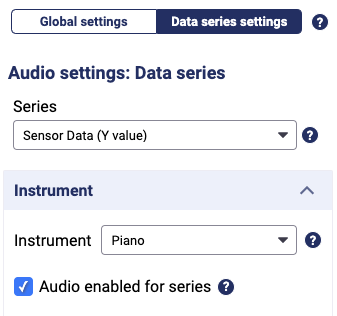 Global settings Data series settings ?
Audio settings: Data series
Series
Sensor Data (Y value) ?
Instrument
Instrument Piano ?
Audio enabled for series ?